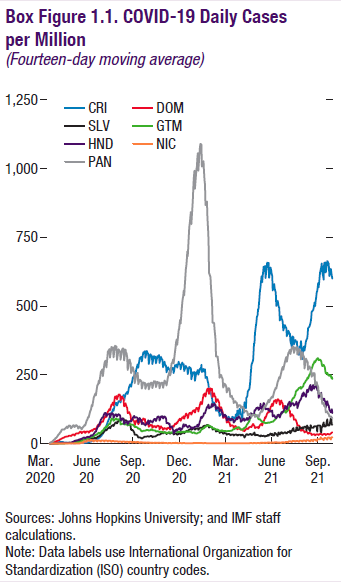 Box Figure 1.1. COVID-19 Daily Cases
per Million
(Fourteen-day moving average)
1,250
CRI DOM
SLV GTM
HND NIC
PAN
1,000
750
500
250
0
Mar. June Sep. Dec. Mar. June Sep.
2020 20 20 20 21 21 21
Sources: Johns Hopkins University; and IMF staff
calculations.
Note: Data labels use International Organization for
Standardization (ISO) country codes.